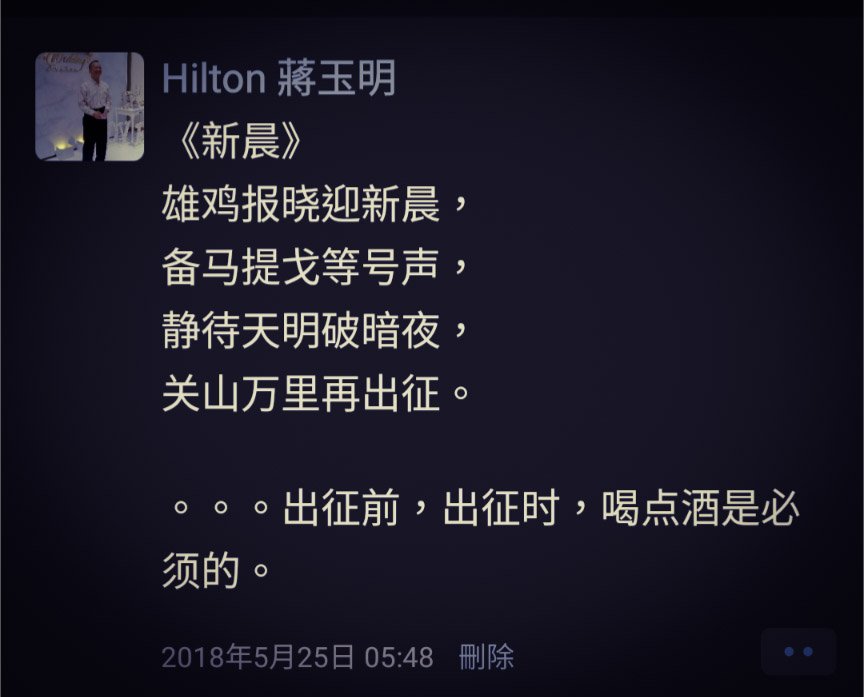 Hilton 蔣玉明
《新晨》
雄鸡报晓迎新晨，
备马提戈等号声，
静待天明破暗夜，
关山万里再出征。
。。。出征前，出征时，喝点酒是必
须的。
2018年5月25日 05:48 刪除